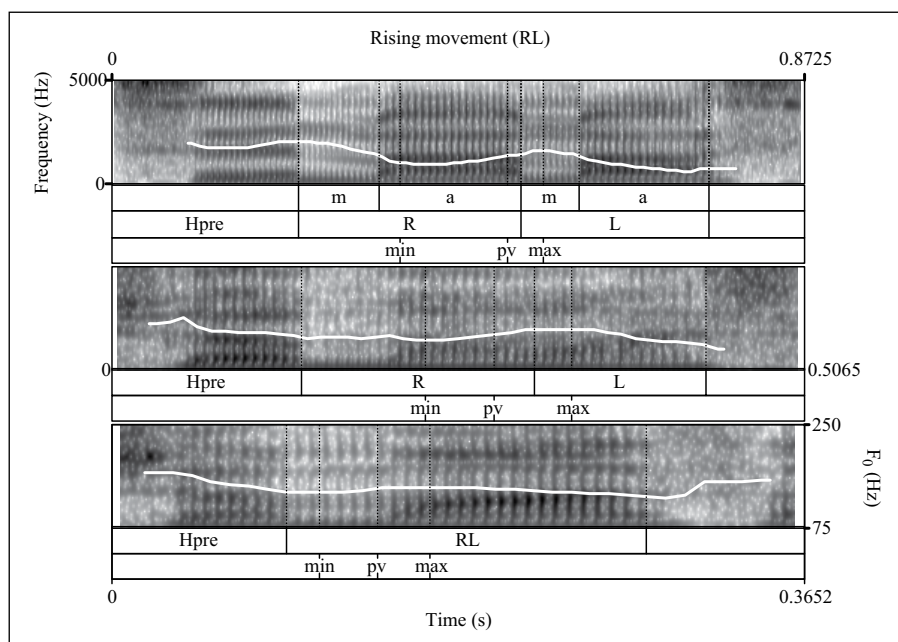 Rising movement (RL)
0 0.8725
5000
Frequency (Hz)
0
m a m a
Hpre R L
min pv max
0 0.5065
Hpre R L
min pv max
250
F0 (Hz)
75
Hpre RL
min pv max
0 0.3652
Time (s)